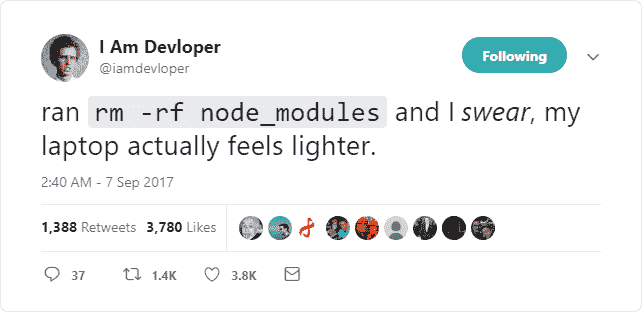 I Am Devloper
Following
@iamdevloper
ran rm -rf node_modules and I swear, my
laptop actually feels lighter.
2:40 AM - 7 Sep 2017
1,388 Retweets 3,780 Likes
37 1.4K 3.8K